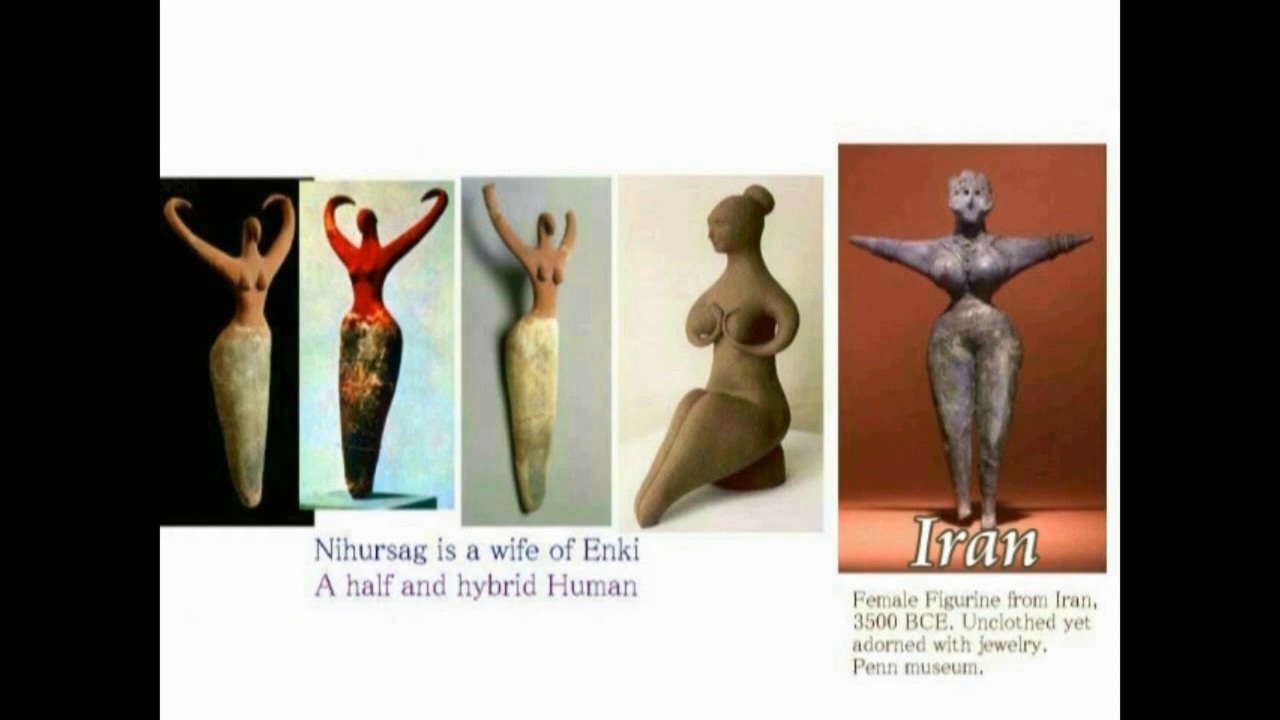 Nihursag is a wife of Enki
A half and hybrid Human
Iran
Female Figurine from Iran,
3500 BCE. Unclothed yet
adorned with jewelry.
Penn museum.